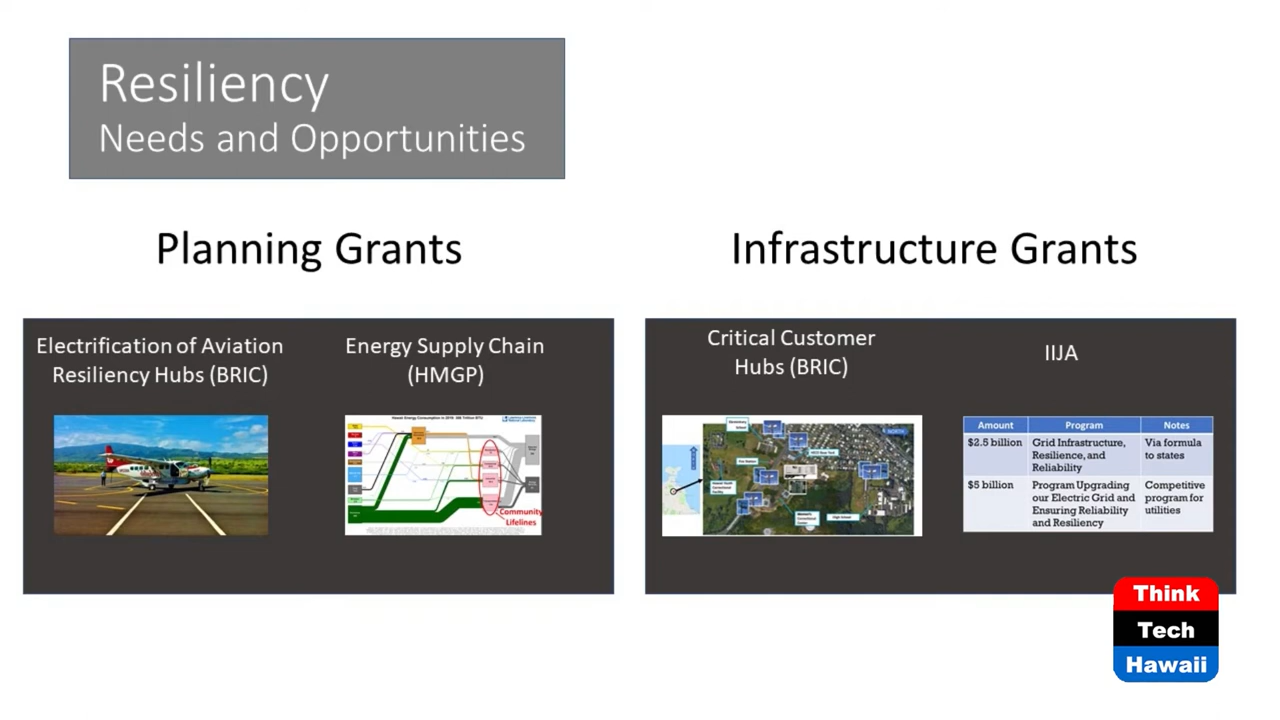 Resiliency
Needs and Opportunities
Planning Grants
Infrastructure Grants
Electrification of Aviation
Resiliency Hubs (BRIC)
Energy Supply Chain
(HMGP)
Community
Lifelines
Critical Customer
Hubs (BRIC)
IIJA
Amount Program Notes
$2.5 billion Grid Infrastructure, Via formula
Resilience, and to states
Reliability
$5 billion Program Upgrading Competitive
our Electric Grid and program for
Ensuring Reliability utilities
and Resiliency
Think
Tech
Hawaii